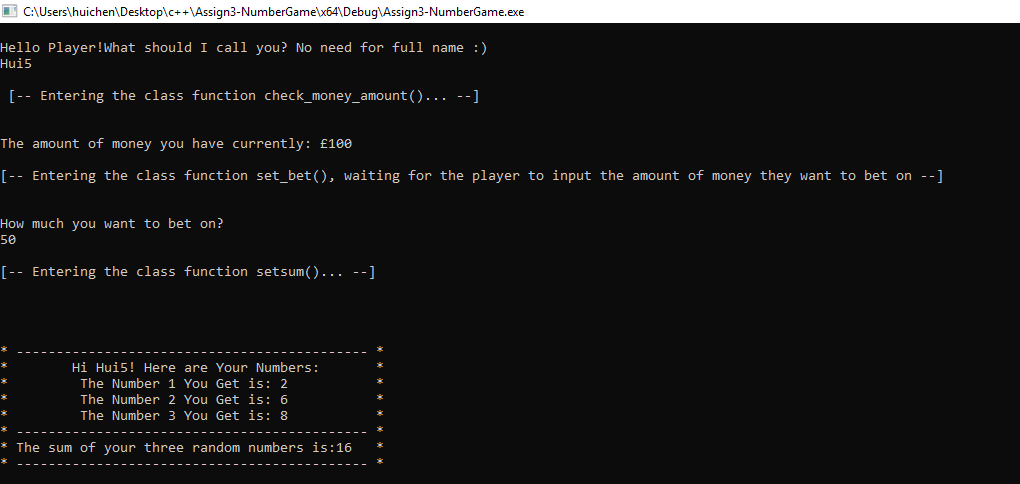 C:\Users\huichen\Desktop\c++\Assign3-NumberGame\x64\Debug\Assign3-NumberGame.exe
Hello Player!What should I call you? No need for full name :)
Hui5
[-- Entering the class function check_money_amount()... --]
The amount of money you have currently: £100
[-- Entering the class function set_bet(), waiting for the player to input the amount of money they want to bet on --]
How much you want to bet on?
50
[-- Entering the class function setsum()... --]
* -------------------------------------------- *
*        Hi Hui5! Here are Your Numbers:       *
*         The Number 1 You Get is: 2           *
*         The Number 2 You Get is: 6           *
*         The Number 3 You Get is: 8           *
* -------------------------------------------- *
* The sum of your three random numbers is:16   *
* -------------------------------------------- *